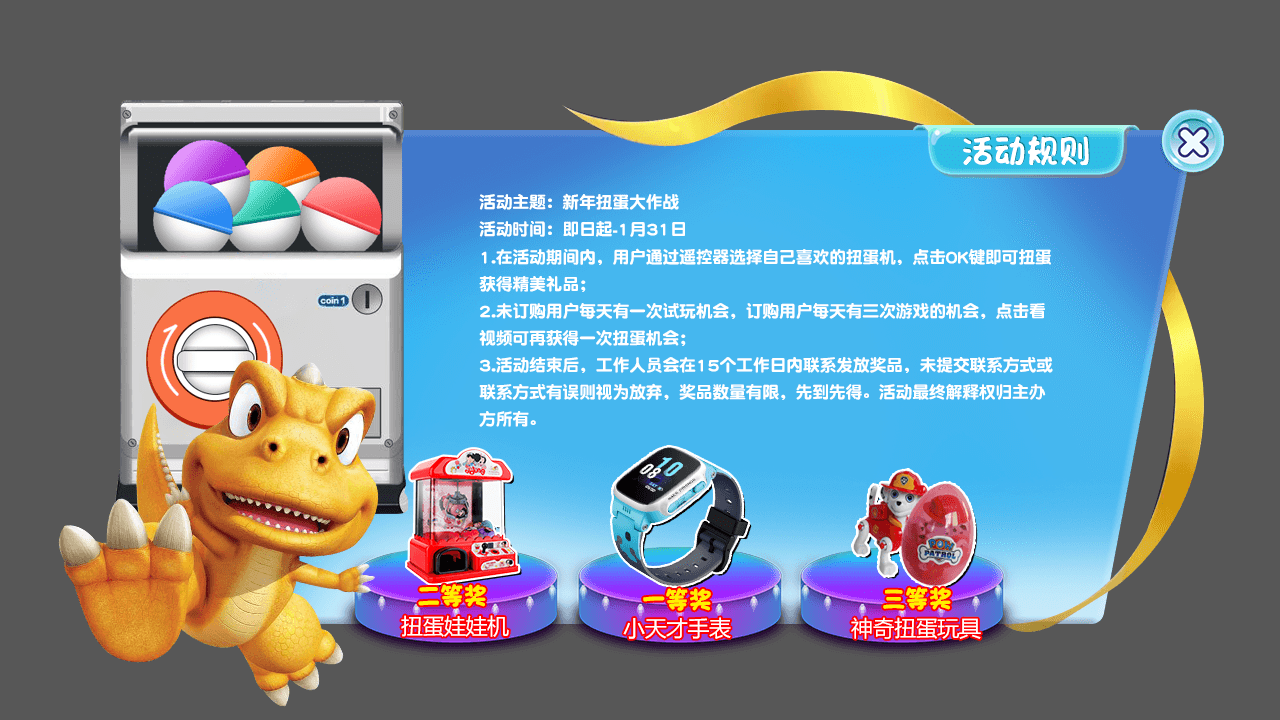 活动规则
活动主题：新年扭蛋大作战
活动时间：即日起-1月31日
1.在活动期间内，用户通过遥控器选择自己喜欢的扭蛋机，点击OK键即可扭蛋
获得精美礼品；
2.未订购用户每天有一次试玩机会，订购用户每天有三次游戏的机会，点击看
视频可再获得一次扭蛋机会；
3.活动结束后，工作人员会在15个工作日内联系发放奖品，未提交联系方式或
联系方式有误则视为放弃，奖品数量有限，先到先得。活动最终解释权归主办
方所有。
coin 1
10
08
PAW
PATROL
二等奖
扭蛋娃娃机
一等奖
小天才手表
三等奖
神奇扭蛋玩具